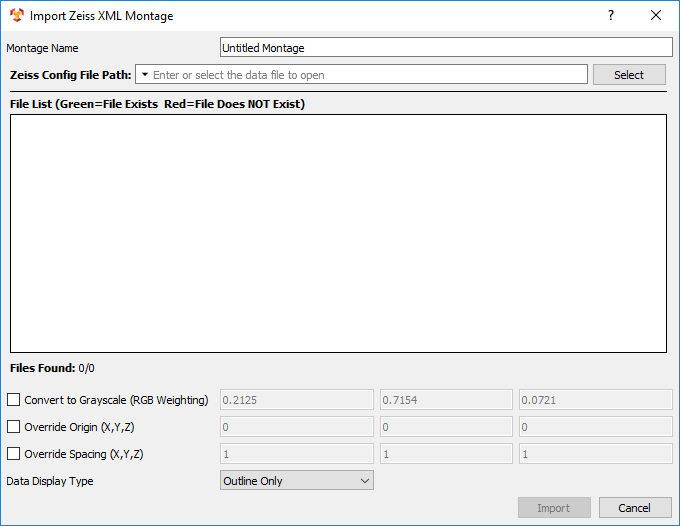 Import Zeiss XML Montage ?
Montage Name Untitled Montage
Zeiss Config File Path: Enter or select the data file to open Select
File List (Green=File Exists  Red=File Does NOT Exist)
Files Found: 0/0
Convert to Grayscale (RGB Weighting) 0.2125 0.7154 0.0721
Override Origin (X,Y,Z) 0 0 0
Override Spacing (X,Y,Z) 1 1 1
Data Display Type Outline Only
Import Cancel